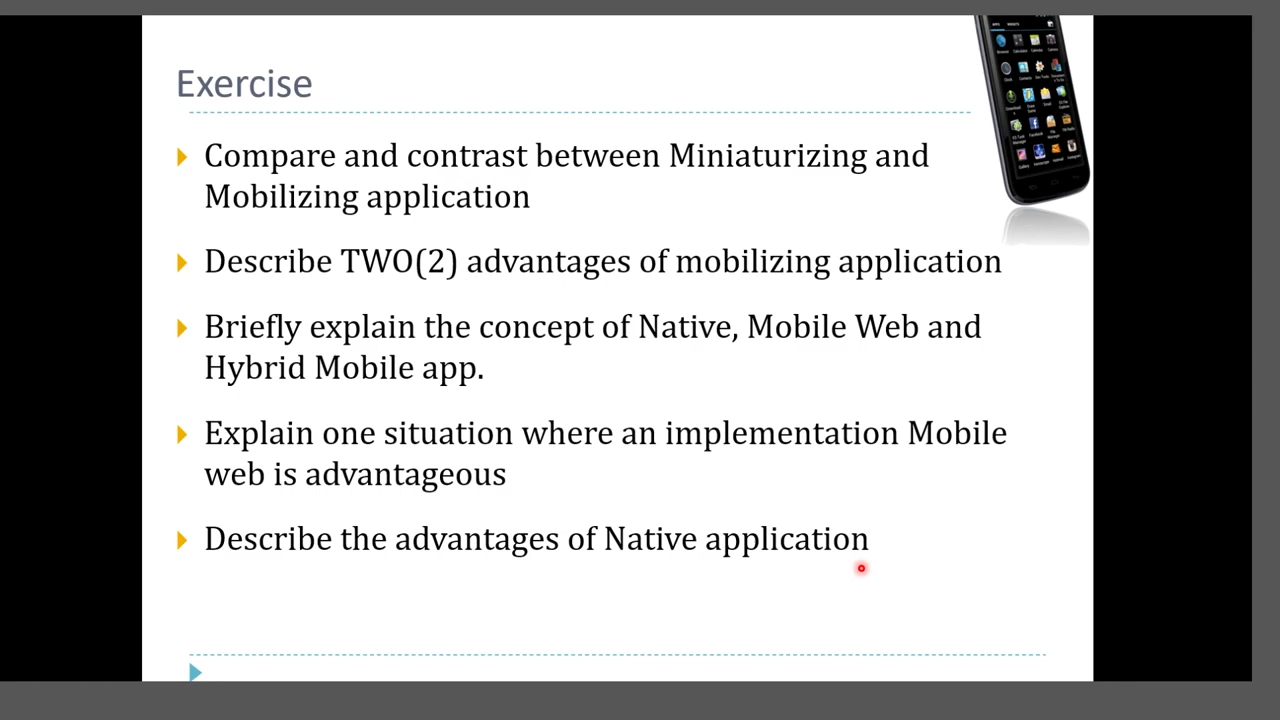 Exercise
Compare and contrast between Miniaturizing and
Mobilizing application
Describe TWO(2) advantages of mobilizing application
Briefly explain the concept of Native, Mobile Web and
Hybrid Mobile app.
Explain one situation where an implementation Mobile
web is advantageous
Describe the advantages of Native application